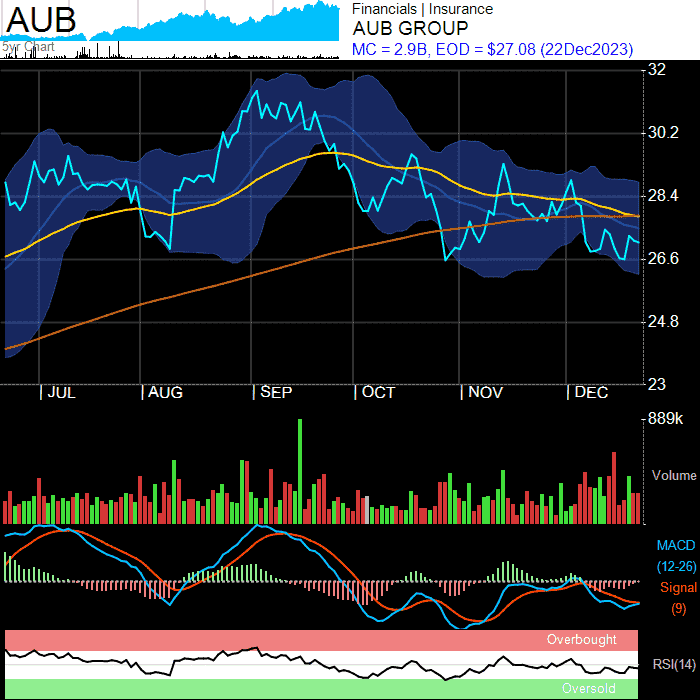 AUB
5yr Chart
Financials | Insurance
AUB GROUP
MC = 2.9B, EOD = $27.08 (22Dec2023)
32
30.2
28.4
26.6
24.8
23
| JUL | AUG | SEP | OCT | NOV | DEC
889k
Volume
MACD
(12-26)
Signal
(9)
Overbought
RSI(14)
Oversold